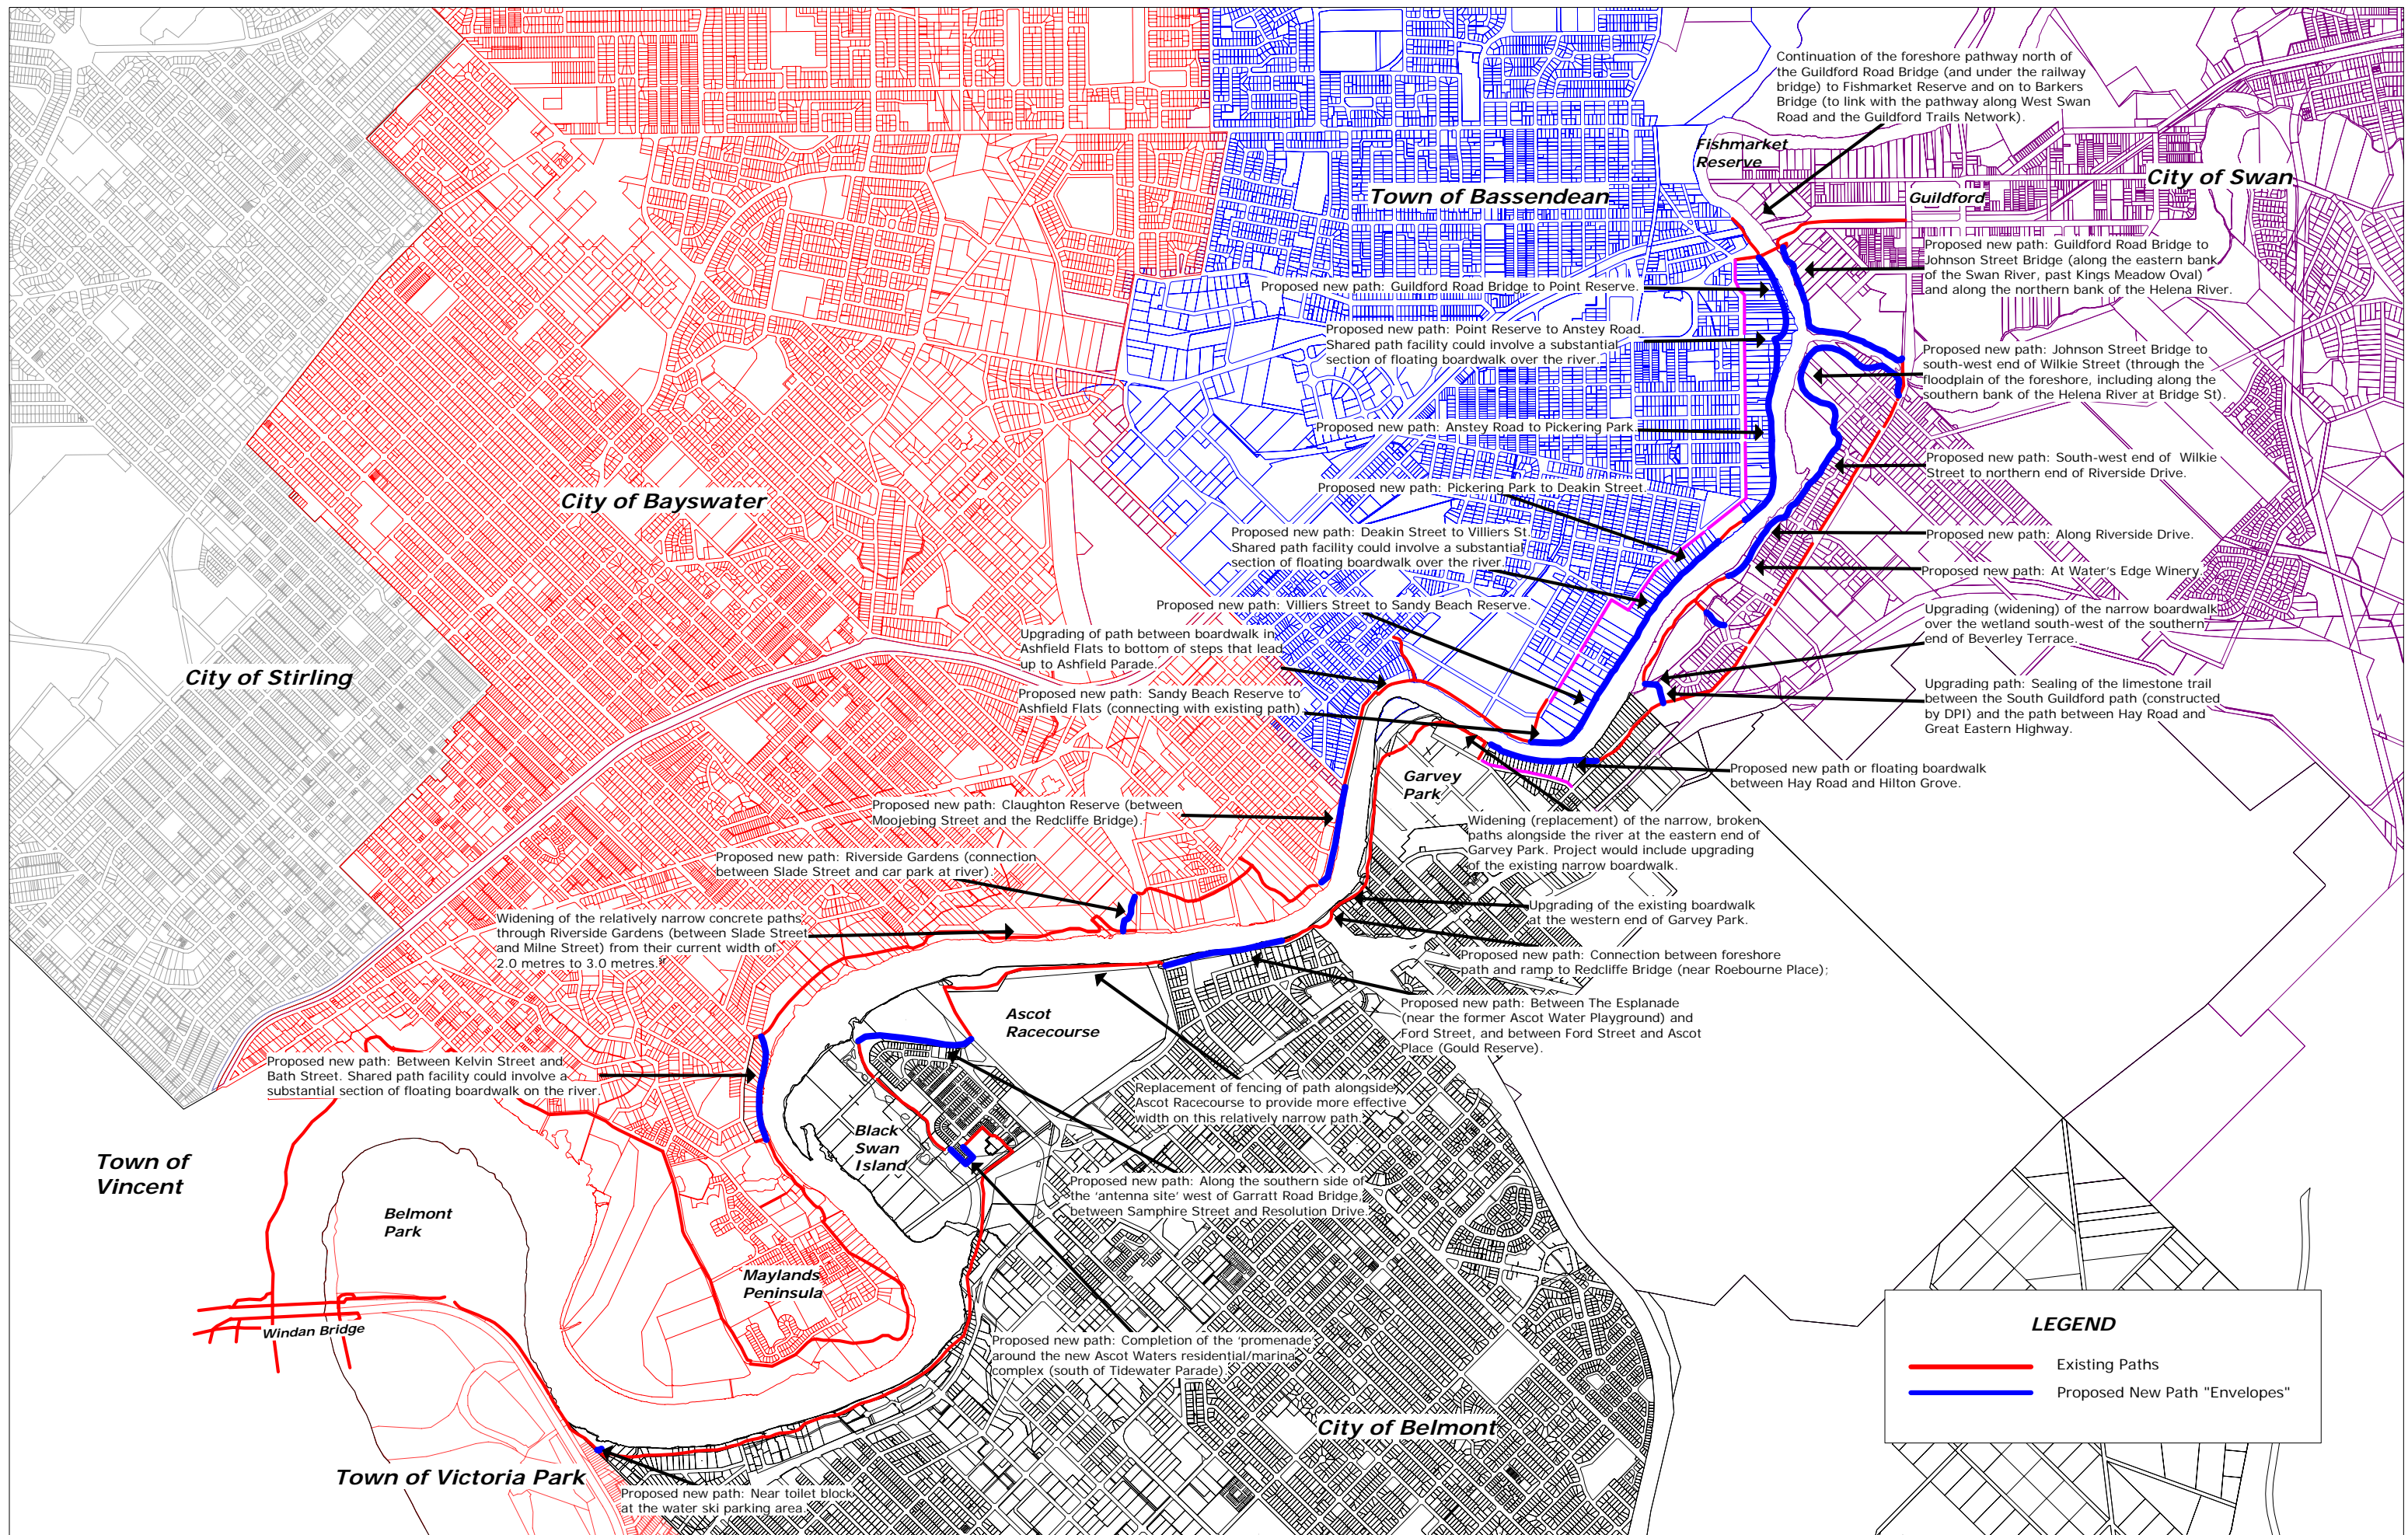 Continuation of the foreshore pathway north of
the Guildford Road Bridge (and under the railway
bridge) to Fishmarket Reserve and on to Barkers
Bridge (to link with the pathway along West Swan
Road and the Guildford Trails Network).
Fishmarket
Reserve
City of Swan
Town of Bassendean
Guildford
Proposed new path: Guildford Road Bridge to
Johnson Street Bridge (along the eastern bank
of the Swan River, past Kings Meadow Oval)
and along the northern bank of the Helena River.
Proposed new path: Guildford Road Bridge to Point Reserve.
Proposed new path: Point Reserve to Anstey Road.
Shared path facility could involve a substantial
section of floating boardwalk over the river.
Proposed new path: Johnson Street Bridge to
south-west end of Wilkie Street (through the
floodplain of the foreshore, including along the
southern bank of the Helena River at Bridge St).
Proposed new path: Anstey Road to Pickering Park.
Proposed new path: South-west end of Wilkie
Street to northern end of Riverside Drive.
City of Bayswater
Proposed new path: Pickering Park to Deakin Street.
Proposed new path: Deakin Street to Villiers St.
Shared path facility could involve a substantial
section of floating boardwalk over the river.
Proposed new path: Along Riverside Drive.
Proposed new path: At Water's Edge Winery.
Proposed new path: Villiers Street to Sandy Beach Reserve.
Upgrading (widening) of the narrow boardwalk
over the wetland south-west of the southern
end of Beverley Terrace.
Upgrading of path between boardwalk in
Ashfield Flats to bottom of steps that lead
up to Ashfield Parade.
City of Stirling
Proposed new path: Sandy Beach Reserve to
Ashfield Flats (connecting with existing path)
Upgrading path: Sealing of the limestone trail
between the South Guildford path (constructed
by DPI) and the path between Hay Road and
Great Eastern Highway.
Garvey
Park
Proposed new path or floating boardwalk
between Hay Road and Hilton Grove.
Proposed new path: Claughton Reserve (between
Moojebing Street and the Redcliffe Bridge).
Widening (replacement) of the narrow, broken
paths alongside the river at the eastern end of
Garvey Park. Project would include upgrading
of the existing narrow boardwalk.
Proposed new path: Riverside Gardens (connection
between Slade Street and car park at river).
Upgrading of the existing boardwalk
at the western end of Garvey Park.
Widening of the relatively narrow concrete paths
through Riverside Gardens (between Slade Street
and Milne Street) from their current width of
2.0 metres to 3.0 metres.
Proposed new path: Connection between foreshore
path and ramp to Redcliffe Bridge (near Roebourne Place);
Proposed new path: Between The Esplanade
(near the former Ascot Water Playground) and
Ford Street, and between Ford Street and Ascot
Place (Gould Reserve).
Ascot
Racecourse
Proposed new path: Between Kelvin Street and
Bath Street. Shared path facility could involve a
substantial section of floating boardwalk on the river.
Replacement of fencing of path alongside
Ascot Racecourse to provide more effective
width on this relatively narrow path.
Black
Swan
Island
Town of
Vincent
Proposed new path: Along the southern side of
the 'antenna site' west of Garratt Road Bridge,
between Samphire Street and Resolution Drive.
Belmont
Park
Maylands
Peninsula
Windan Bridge
Proposed new path: Completion of the 'promenade'
around the new Ascot Waters residential/marina
complex (south of Tidewater Parade).
City of Belmont
Town of Victoria Park
Proposed new path: Near toilet block
at the water ski parking area.
LEGEND
Existing Paths
Proposed New Path "Envelopes"